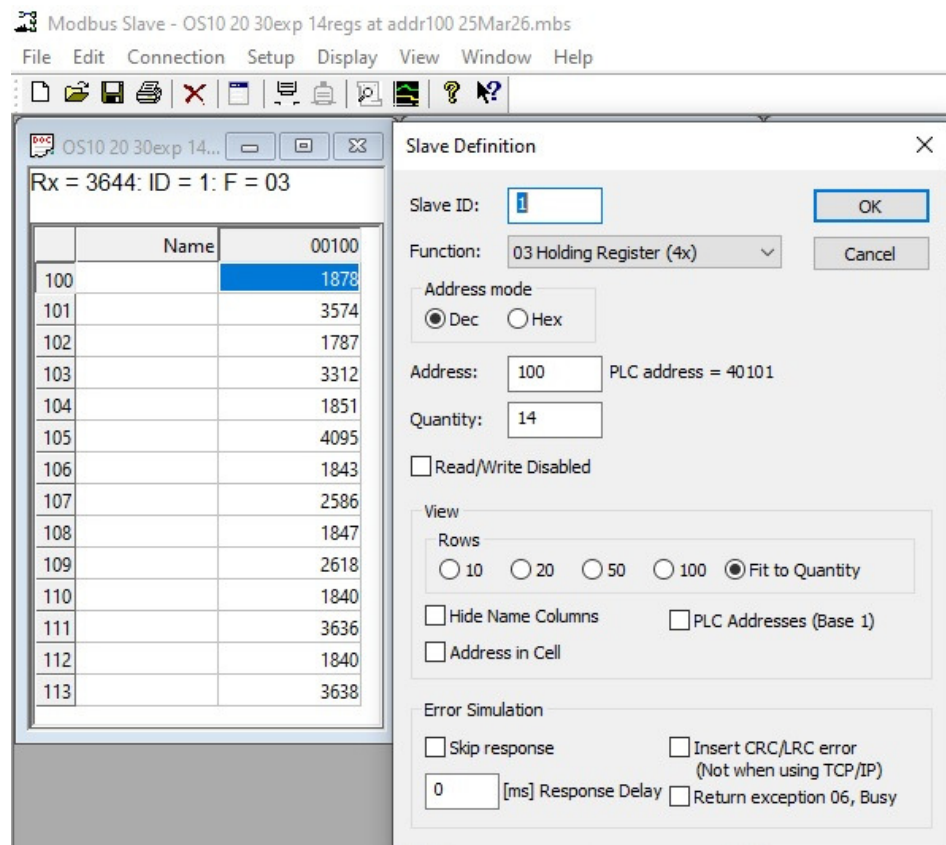 Modbus Slave - OS10 20 30exp 14regs at addr100 25Mar26.mbs
File Edit Connection Setup Display View Window Help
OS10 20 30exp 14...
Rx = 3644: ID = 1: F = 03
Name 00100
100 1878
101 3574
102 1787
103 3312
104 1851
105 4095
106 1843
107 2586
108 1847
109 2618
110 1840
111 3636
112 1840
113 3638
Slave Definition
Slave ID: 1 OK
Function: 03 Holding Register (4x) Cancel
Address mode
Dec Hex
Address: 100 PLC address = 40101
Quantity: 14
Read/Write Disabled
View
Rows
10 20 50 100 Fit to Quantity
Hide Name Columns PLC Addresses (Base 1)
Address in Cell
Error Simulation
Skip response Insert CRC/LRC error
(Not when using TCP/IP)
0 [ms] Response Delay Return exception 06, Busy